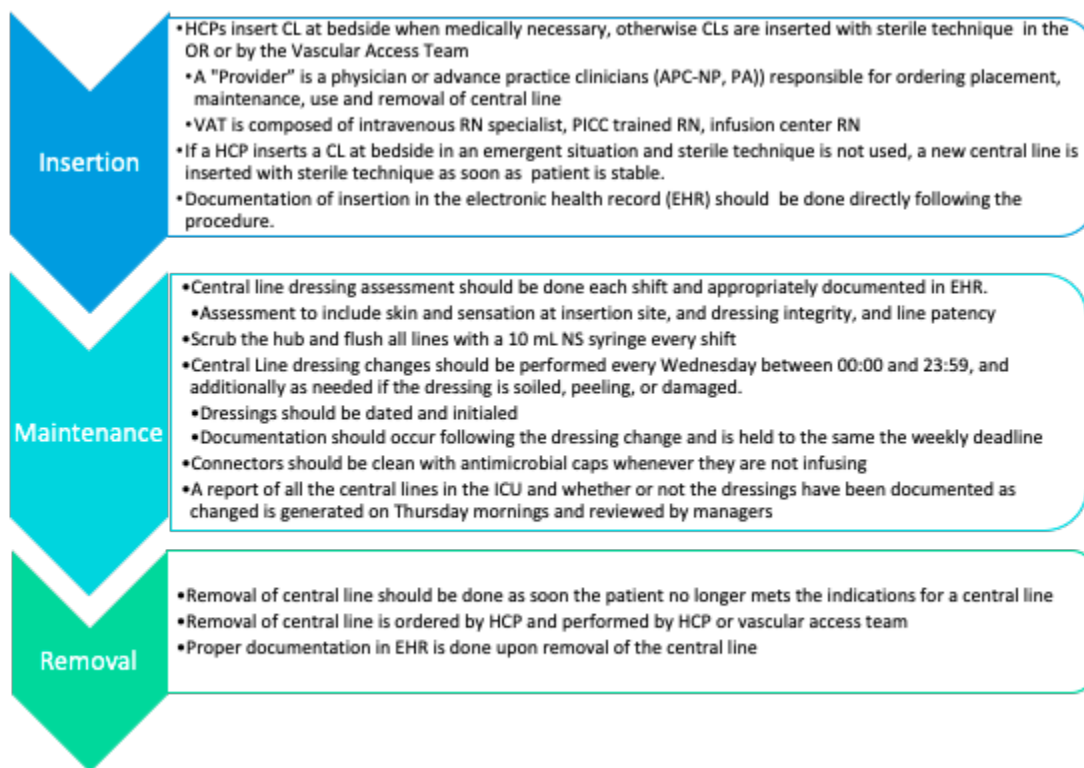 Insertion
•HCPs insert CL at bedside when medically necessary, otherwise CLs are inserted with sterile technique in the
OR or by the Vascular Access Team
•A "Provider" is a physician or advance practice clinicians (APC-NP, PA)) responsible for ordering placement,
maintenance, use and removal of central line
•VAT is composed of intravenous RN specialist, PICC trained RN, infusion center RN
•If a HCP inserts a CL at bedside in an emergent situation and sterile technique is not used, a new central line is
inserted with sterile technique as soon as patient is stable.
•Documentation of insertion in the electronic health record (EHR) should be done directly following the
procedure.
Maintenance
•Central line dressing assessment should be done each shift and appropriately documented in EHR.
•Assessment to include skin and sensation at insertion site, and dressing integrity, and line patency
•Scrub the hub and flush all lines with a 10 mL NS syringe every shift
•Central Line dressing changes should be performed every Wednesday between 00:00 and 23:59, and
additionally as needed if the dressing is soiled, peeling, or damaged.
•Dressings should be dated and initialed
•Documentation should occur following the dressing change and is held to the same the weekly deadline
•Connectors should be clean with antimicrobial caps whenever they are not infusing
•A report of all the central lines in the ICU and whether or not the dressings have been documented as
changed is generated on Thursday mornings and reviewed by managers
Removal
•Removal of central line should be done as soon the patient no longer mets the indications for a central line
•Removal of central line is ordered by HCP and performed by HCP or vascular access team
•Proper documentation in EHR is done upon removal of the central line